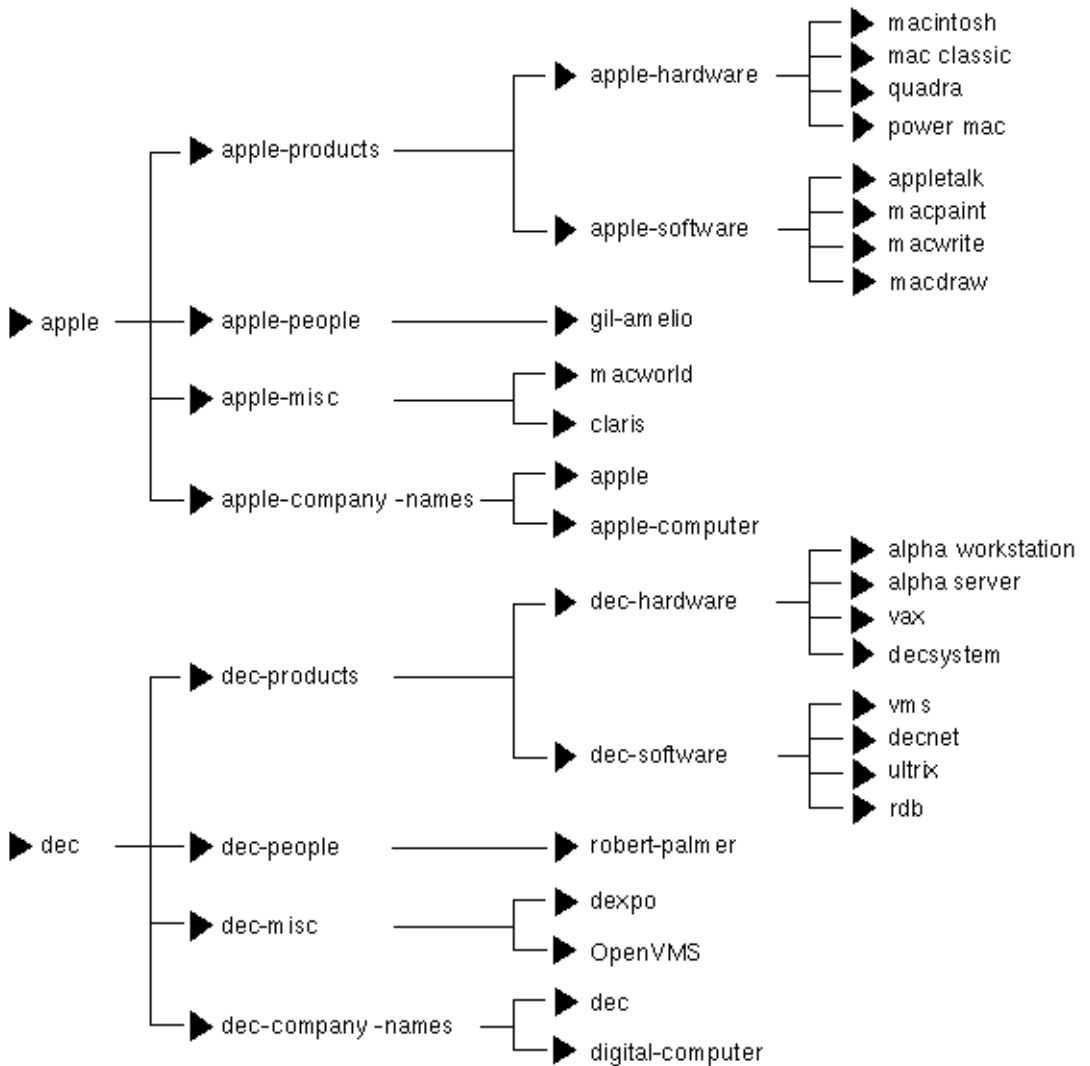 macintosh
mac classic
apple-hardware
quadra
power mac
apple-products
appletalk
macpaint
apple-software
macwrite
macdraw
apple
apple-people
gil-amelio
macworld
apple-misc
claris
apple
apple-company -names
apple-computer
alpha workstation
alpha server
dec-hardware
vax
decsystem
dec-products
vms
decnet
dec-software
ultrix
rdb
dec
dec-people
robert-palmer
dexpo
dec-misc
OpenVMS
dec
dec-company -names
digital-computer